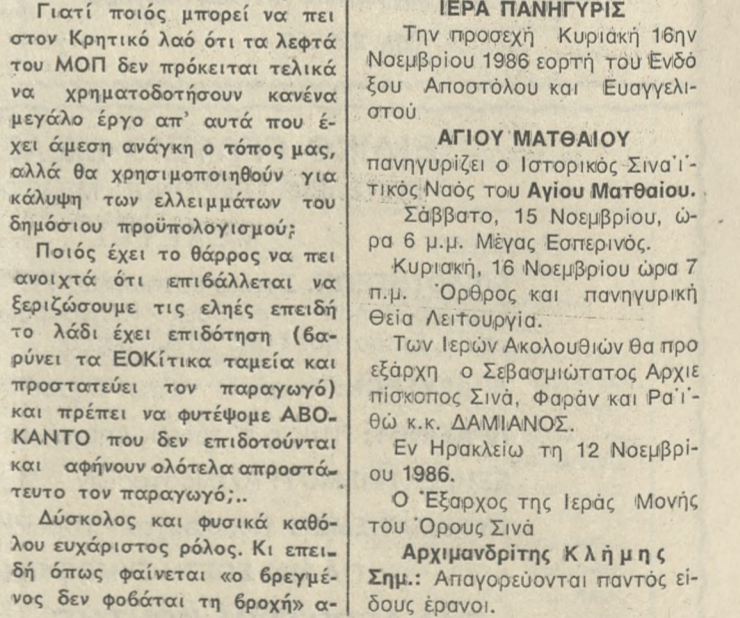 Γιατί ποιός μπορεί να πει
στον Κρητικό λαό ότι τα λεφτά
του ΜΟΠ δεν πρόκειται τελικά
να χρηματοδοτήσουν κανένα
μεγάλο έργο απ' αυτά που έ-
χει άμεση ανάγκη ο τόπος μας,
αλλά θα χρησιμοποιηθούν για
κάλυψη των ελλειμμάτων του
δημόσιου προϋπολογισμού;
Ποιός έχει το θάρρος να πει
ανοιχτά ότι επιβάλλεται να
ξεριζώσουμε τις εληές επειδή
το λάδι έχει επιδότηση (βα-
ρύνει τα ΕΟΚίτικα ταμεία και
προστατεύει τον παραγωγό)
και πρέπει να φυτέψομε ΑΒΟ-
ΚΑΝΤΟ που δεν επιδοτούνται
και αφήνουν ολότελα απροστά-
τευτο τον παραγωγό;..
Δύσκολος και φυσικά καθό-
λου ευχάριστος ρόλος. Κι επει-
δή όπως φαίνεται «ο βρεγμέ-
νος δεν φοβάται τη βροχή» α-
ΙΕΡΑ ΠΑΝΗΓΥΡΙΣ
Την προσεχή Κυριακή 16ην
Νοεμβρίου 1986 εορτή του Ενδό
ξου Αποστόλου και Ευαγγελι-
στού
ΑΓΙΟΥ ΜΑΤΘΑΙΟΥ
πανηγυρίζει ο Ιστορικός Σινα·ι·-
τικός Ναός του Αγίου Ματθαίου.
Σάββατο, 15 Νοεμβρίου, ώ-
ρα 6 μ.μ. Μέγας Εσπερινός.
Κυριακή, 16 Νοεμβρίου ώρα 7
π.μ. Όρθρος και πανηγυρική
Θεία Λειτουργία.
Των Ιερών Ακολουθιών θα προ
εξάρχη ο Σεβασμιώτατος Αρχιε
πίσκοπος Σινά, Φαράν και Ρα·ι·-
θώ κ.κ. ΔΑΜΙΑΝΟΣ.
Εν Ηρακλείω τη 12 Νοεμβρί-
ου 1986.
Ο Έξαρχος της Ιεράς Μονής
του Όρους Σινά
Αρχιμανδρίτης Κλήμης
Σημ.: Απαγορεύονται παντός εί-
δους έρανοι.